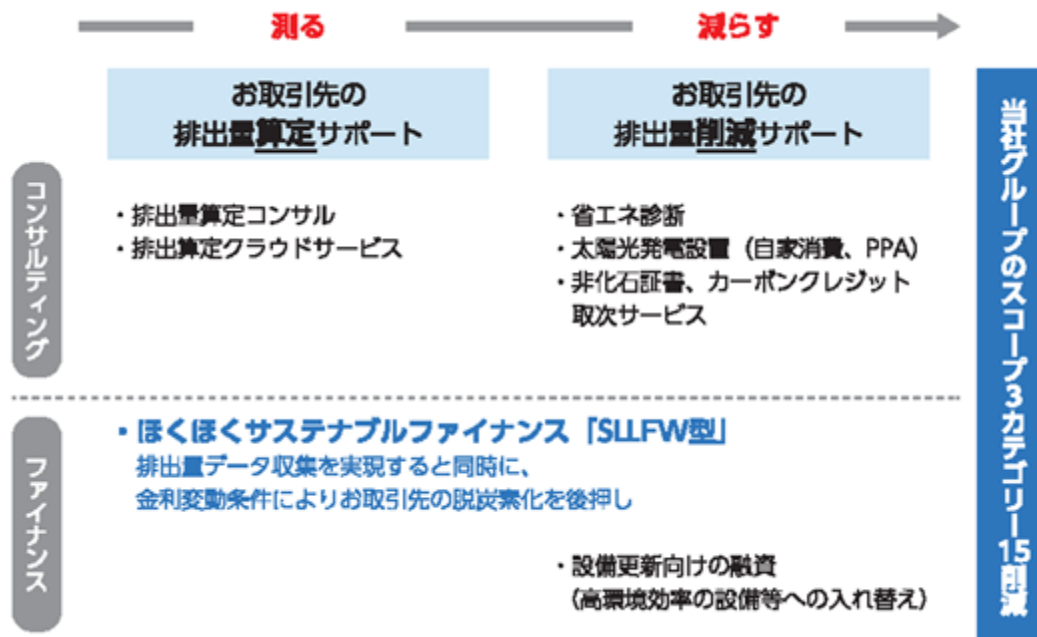 測る
減らす
お取引先の
排出量算定サポート
お取引先の
排出量削減サポート
コンサルティング
・排出量算定コンサル
・排出算定クラウドサービス
・省エネ診断
・太陽光発電設置（自家消費、PPA）
・非化石証書、カーボンクレジット
取次サービス
ファイナンス
・ほくほくサステナブルファイナンス「SLLFW型」
排出量データ収集を実現すると同時に、
金利変動条件によりお取引先の脱炭素化を後押し
・設備更新向けの融資
（高環境効率の設備等への入れ替え）
当社グループのスコープ3カテゴリー15削減